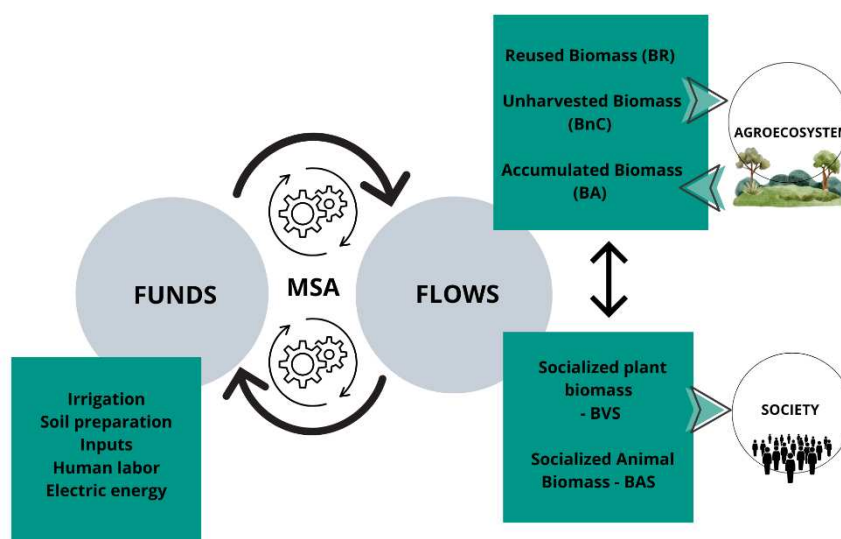 Reused Biomass (BR)
Unharvested Biomass
(BnC)
Accumulated Biomass
(BA)
AGROECOSYSTEM
FUNDS
MSA
FLOWS
Irrigation
Soil preparation
Inputs
Human labor
Electric energy
Socialized plant
biomass
- BVS
Socialized Animal
Biomass - BAS
SOCIETY